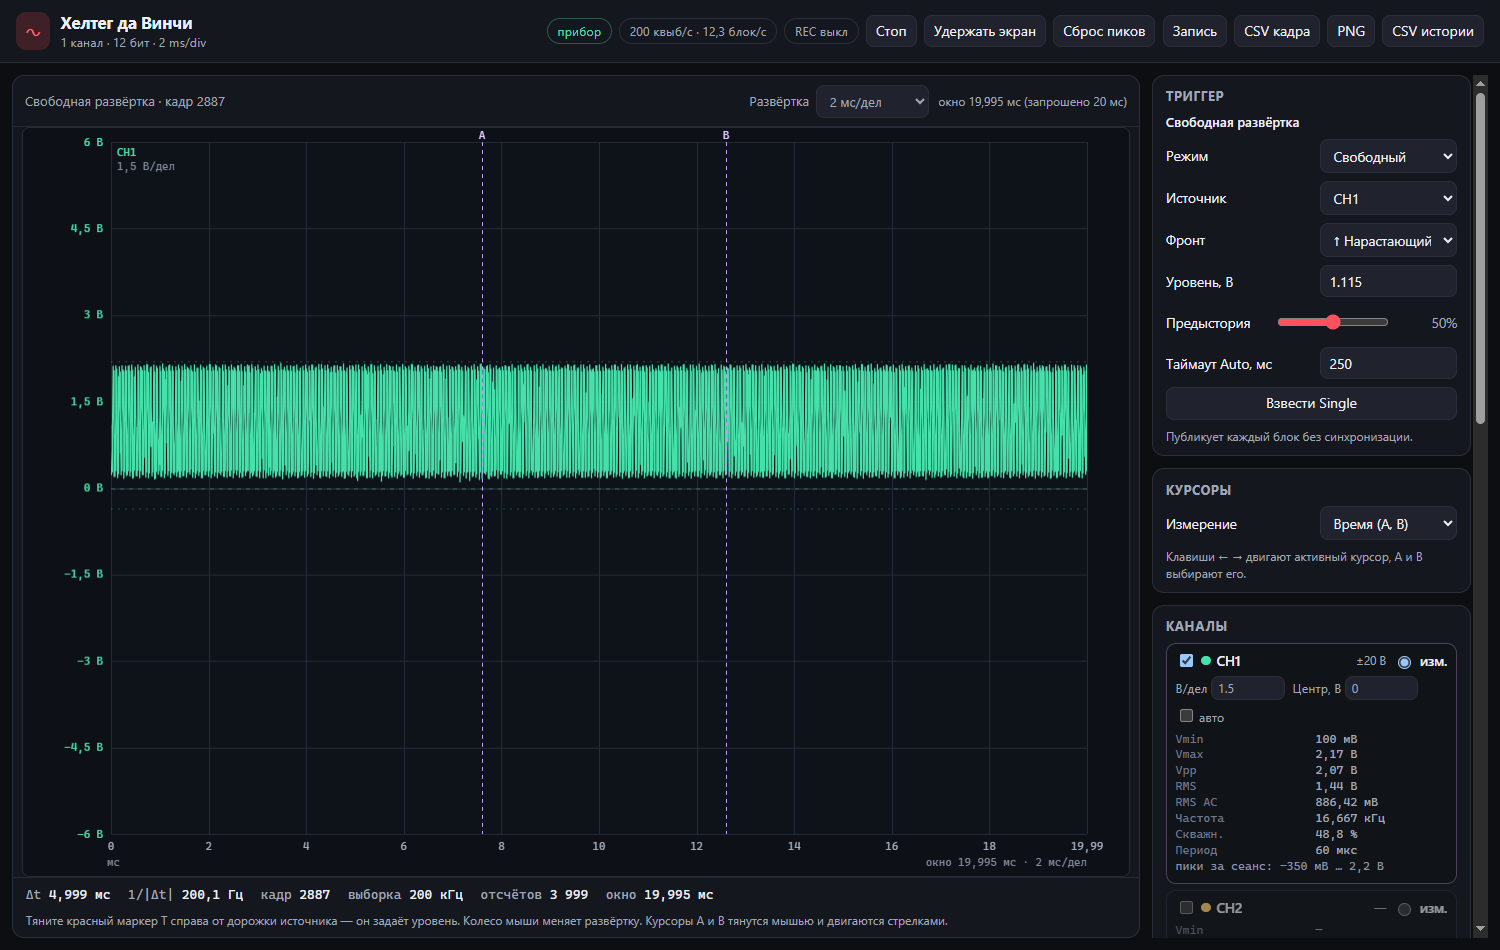 Хелтег да Винчи
1 канал · 12 бит · 2 ms/div
прибор
200 квыб/с · 12,3 блок/с
REC выкл
Стоп
Удержать экран
Сброс пиков
Запись
CSV кадра
PNG
CSV истории
Свободная развёртка · кадр 2887
Развёртка
2 мс/дел
окно 19,995 мс (запрошено 20 мс)
A
B
CH1
1,5 В/дел
6 В
4,5 В
3 В
1,5 В
0 В
−1,5 В
−3 В
−4,5 В
−6 В
0
2
4
6
8
10
12
14
16
18
19,99
мс
окно 19,995 мс · 2 мс/дел
Δt 4,999 мс
1/|Δt| 200,1 Гц
кадр 2887
выборка 200 кГц
отсчётов 3 999
окно 19,995 мс
Тяните красный маркер T справа от дорожки источника — он задаёт уровень. Колесо мыши меняет развёртку. Курсоры A и B тянутся мышью и двигаются стрелками.
ТРИГГЕР
Свободная развёртка
Режим
Свободный
Источник
CH1
Фронт
↑ Нарастающий
Уровень, В
1.115
Предыстория
50%
Таймаут Auto, мс
250
Взвести Single
Публикует каждый блок без синхронизации.
КУРСОРЫ
Измерение
Время (A, B)
Клавиши ← → двигают активный курсор, A и B
выбирают его.
КАНАЛЫ
CH1
±20 В
изм.
В/дел 1.5
Центр, В 0
авто
Vmin 100 мВ
Vmax 2,17 В
Vpp 2,07 В
RMS 1,44 В
RMS AC 886,42 мВ
Частота 16,667 кГц
Скважн. 48,8 %
Период 60 мкс
пики за сеанс: −350 мВ … 2,2 В
CH2
—
изм.
Vmin —